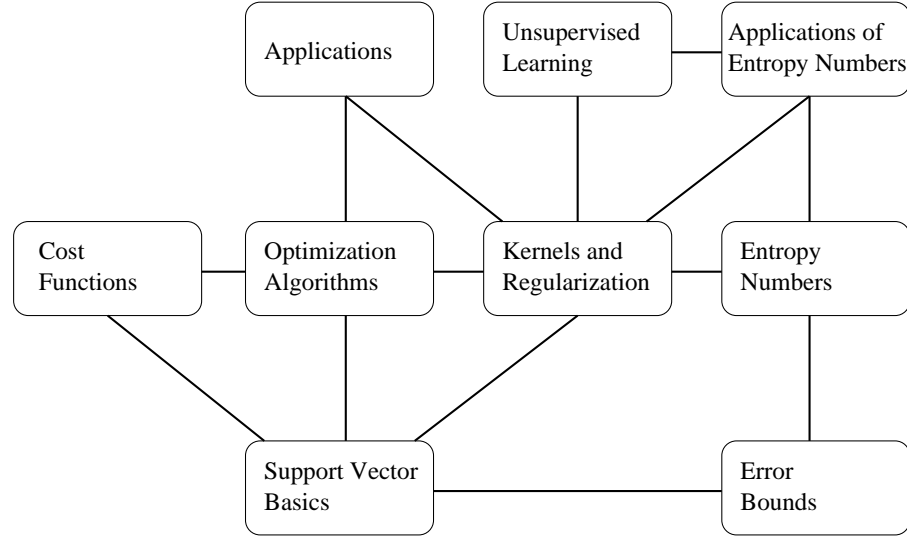 Applications
Unsupervised
Learning
Applications of
Entropy Numbers
Cost
Functions
Optimization
Algorithms
Kernels and
Regularization
Entropy
Numbers
Support Vector
Basics
Error
Bounds